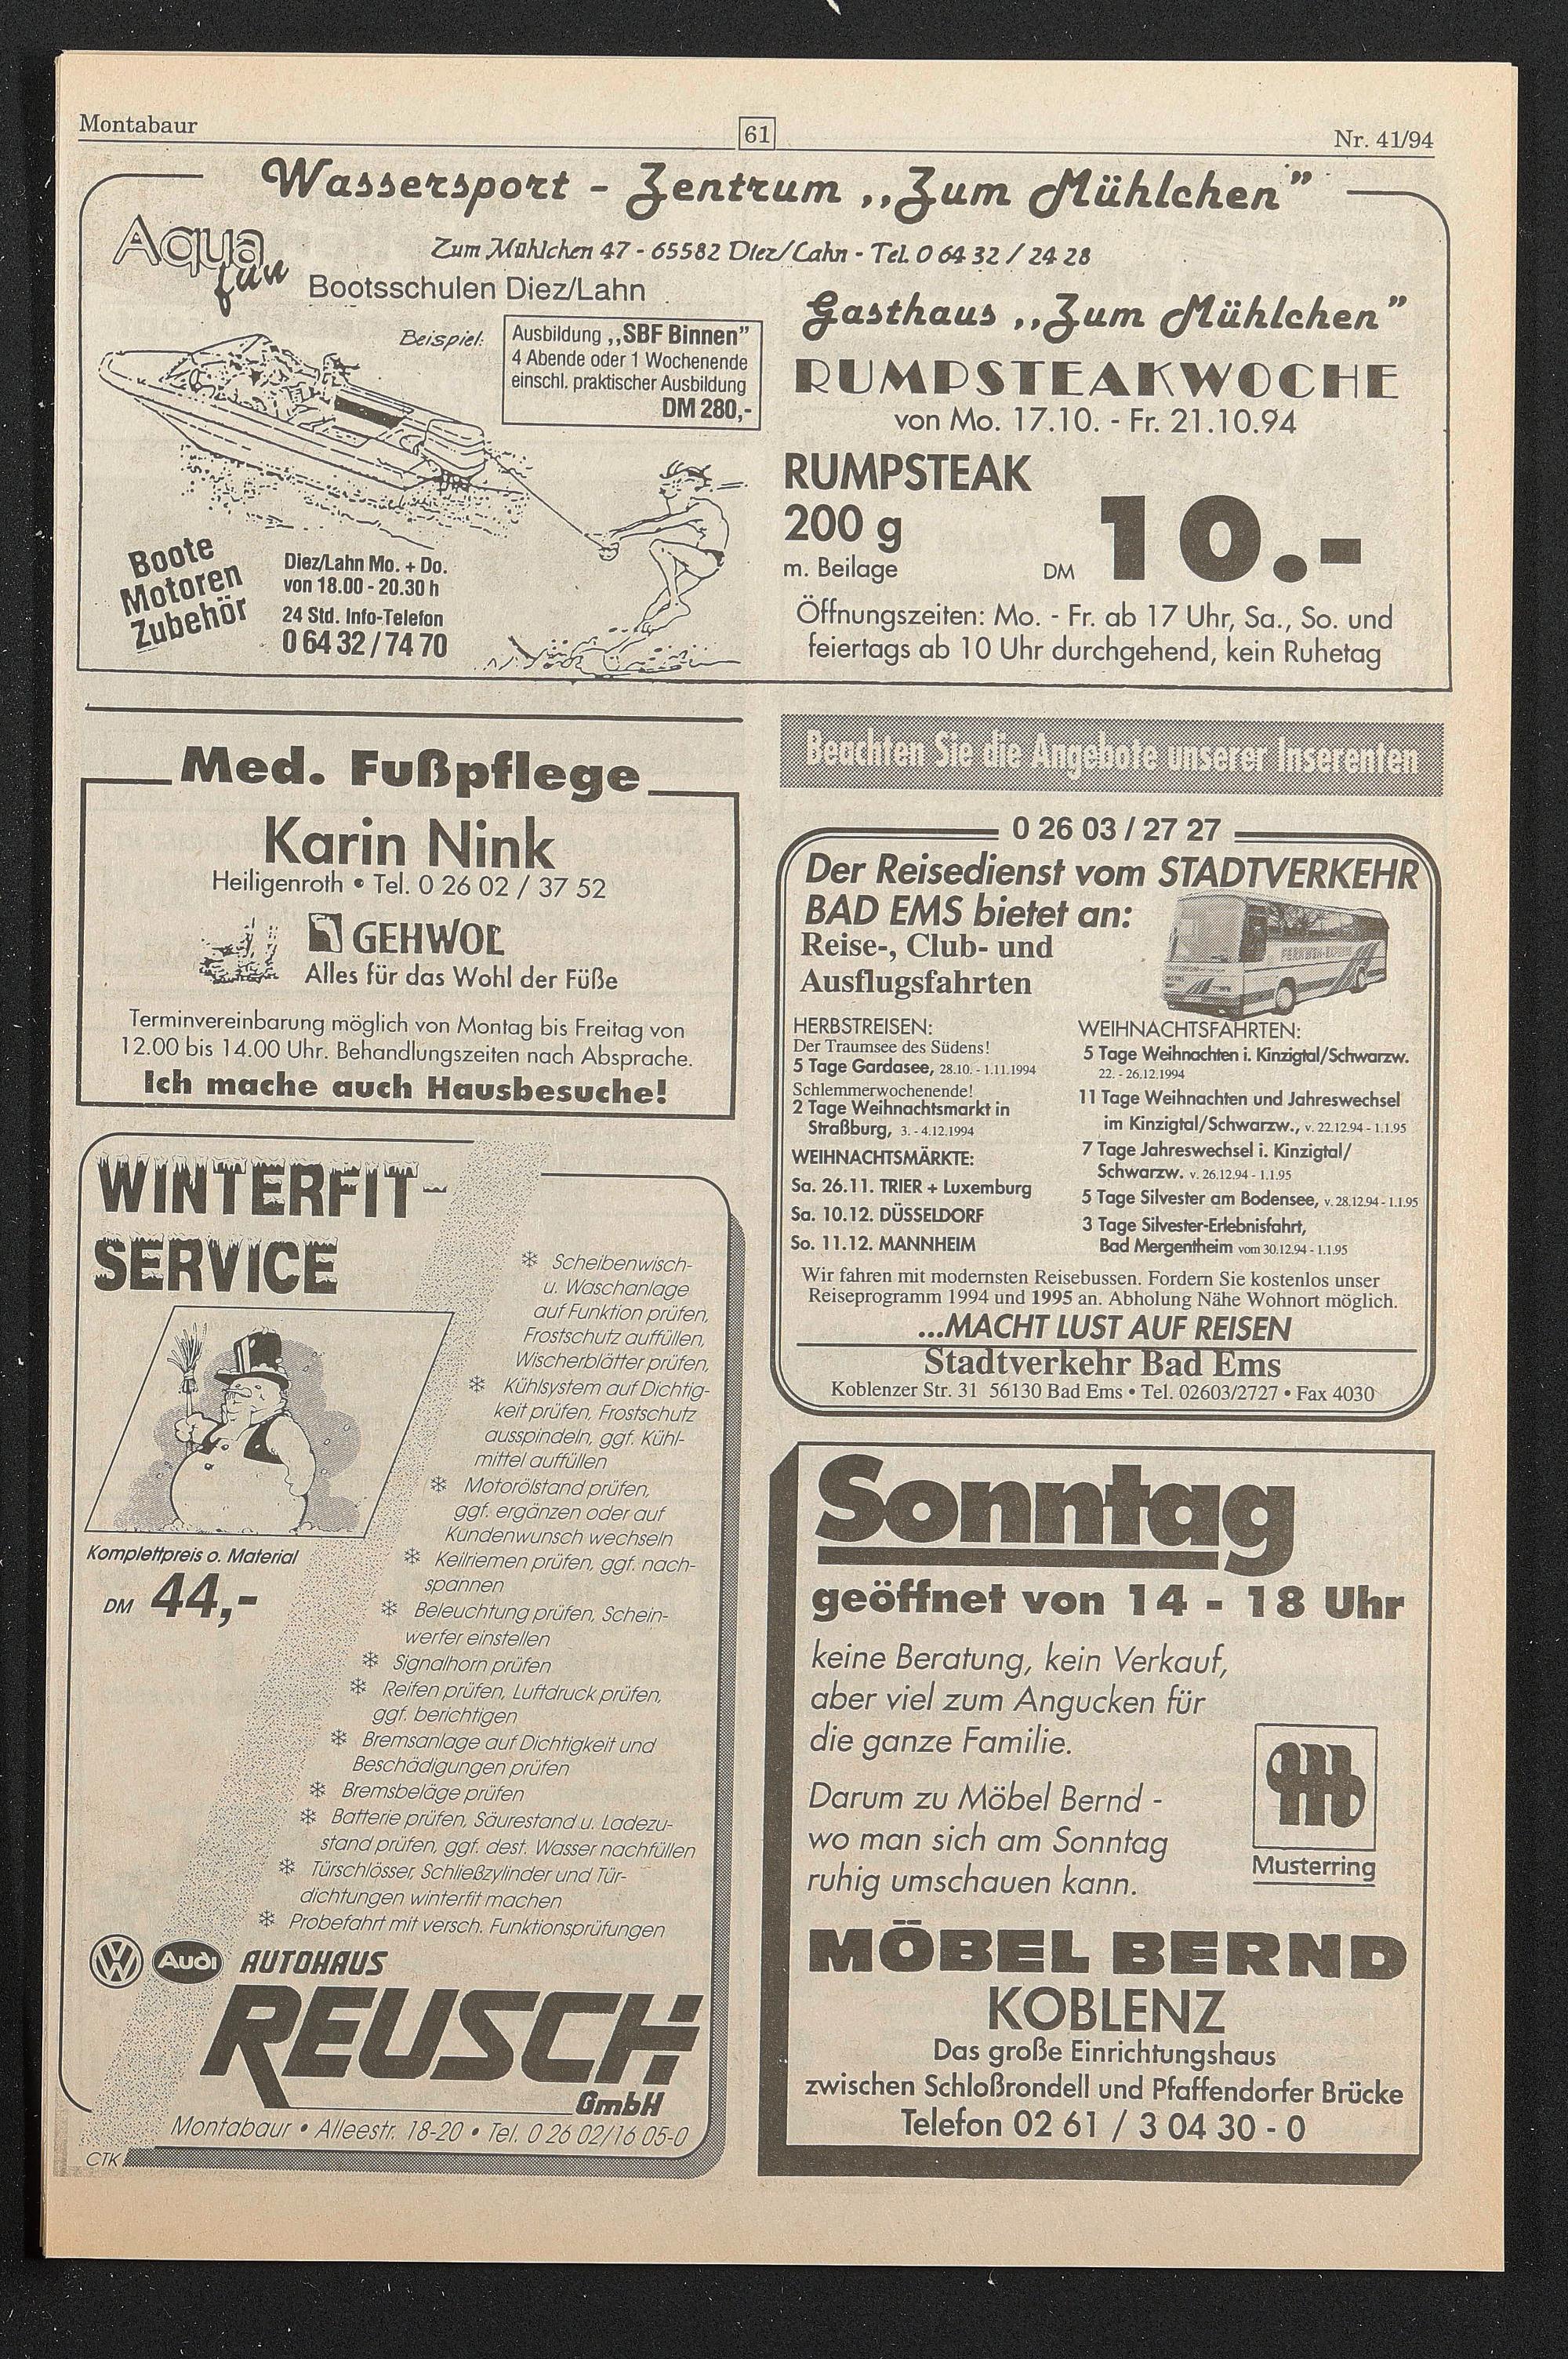 Montabaur
61
Nr. 41/94
Wassersport - Zentrum ,,Zum Mühlchen”
Aqua fun
Zum Mühlchen 47 - 65582 Diez/Lahn - Tel. 0 64 32 / 24 28
Bootsschulen Diez/Lahn
Beispiel:
Ausbildung „SBF Binnen”
4 Abende oder 1 Wochenende
einschl. praktischer Ausbildung
DM 280,-
Boote
Motoren
Zubehör
Diez/Lahn Mo. + Do.
von 18.00 - 20.30 h
24 Std. Info-Telefon
0 64 32 / 74 70
Gasthaus ,,Zum Mühlchen”
RUMPSTEAKWOCHE
von Mo. 17.10. - Fr. 21.10.94
RUMPSTEAK
200 g
m. Beilage
DM 10.-
Öffnungszeiten: Mo. - Fr. ab 17 Uhr, Sa., So. und
feiertags ab 10 Uhr durchgehend, kein Ruhetag
Med. Fußpflege
Karin Nink
Heiligenroth • Tel. 0 26 02 / 37 52
GEHWOL
Alles für das Wohl der Füße
Terminvereinbarung möglich von Montag bis Freitag von
12.00 bis 14.00 Uhr. Behandlungszeiten nach Absprache.
Ich mache auch Hausbesuche!
WINTERFIT-
SERVICE
Komplettpreis o. Material
DM 44,-
❄ Scheibenwisch-
u. Waschanlage
auf Funktion prüfen,
Frostschutz auffüllen,
Wischerblätter prüfen,
❄ Kühlsystem auf Dichtig-
keit prüfen, Frostschutz
ausspindeln, ggf. Kühl-
mittel auffüllen
❄ Motorölstand prüfen,
ggf. ergänzen oder auf
Kundenwunsch wechseln
❄ Keilriemen prüfen, ggf. nach-
spannen
❄ Beleuchtung prüfen, Schein-
werfer einstellen
❄ Signalhorn prüfen
❄ Reifen prüfen, Luftdruck prüfen,
ggf. berichtigen
❄ Bremsanlage auf Dichtigkeit und
Beschädigungen prüfen
❄ Bremsbeläge prüfen
❄ Batterie prüfen, Säurestand u. Ladezu-
stand prüfen, ggf. dest. Wasser nachfüllen
❄ Türschlösser, Schließzylinder und Tür-
dichtungen winterfit machen
❄ Probefahrt mit versch. Funktionsprüfungen
VW Audi AUTOHAUS
REUSCH
GmbH
Montabaur • Alleestr. 18-20 • Tel. 0 26 02/16 05-0
CTK
Beachten Sie die Angebote unserer Inserenten
0 26 03 / 27 27
Der Reisedienst vom STADTVERKEHR
BAD EMS bietet an:
Reise-, Club- und
Ausflugsfahrten
HERBSTREISEN:
Der Traumsee des Südens!
5 Tage Gardasee, 28.10. - 1.11.1994
Schlemmerwochenende!
2 Tage Weihnachtsmarkt in
Straßburg, 3. - 4.12.1994
WEIHNACHTSMÄRKTE:
Sa. 26.11. TRIER + Luxemburg
Sa. 10.12. DÜSSELDORF
So. 11.12. MANNHEIM
WEIHNACHTSFAHRTEN:
5 Tage Weihnachten i. Kinzigtal/Schwarzw.
22. - 26.12.1994
11 Tage Weihnachten und Jahreswechsel
im Kinzigtal/Schwarzw., v. 22.12.94 - 1.1.95
7 Tage Jahreswechsel i. Kinzigtal/
Schwarzw. v. 26.12.94 - 1.1.95
5 Tage Silvester am Bodensee, v. 28.12.94 - 1.1.95
3 Tage Silvester-Erlebnisfahrt,
Bad Mergentheim vom 30.12.94 - 1.1.95
Wir fahren mit modernsten Reisebussen. Fordern Sie kostenlos unser
Reiseprogramm 1994 und 1995 an. Abholung Nähe Wohnort möglich.
...MACHT LUST AUF REISEN
Stadtverkehr Bad Ems
Koblenzer Str. 31 56130 Bad Ems • Tel. 02603/2727 • Fax 4030
Sonntag
geöffnet von 14 - 18 Uhr
keine Beratung, kein Verkauf,
aber viel zum Angucken für
die ganze Familie.
Darum zu Möbel Bernd -
wo man sich am Sonntag
ruhig umschauen kann.
Musterring
MÖBEL BERND
KOBLENZ
Das große Einrichtungshaus
zwischen Schloßrondell und Pfaffendorfer Brücke
Telefon 02 61 / 3 04 30 - 0